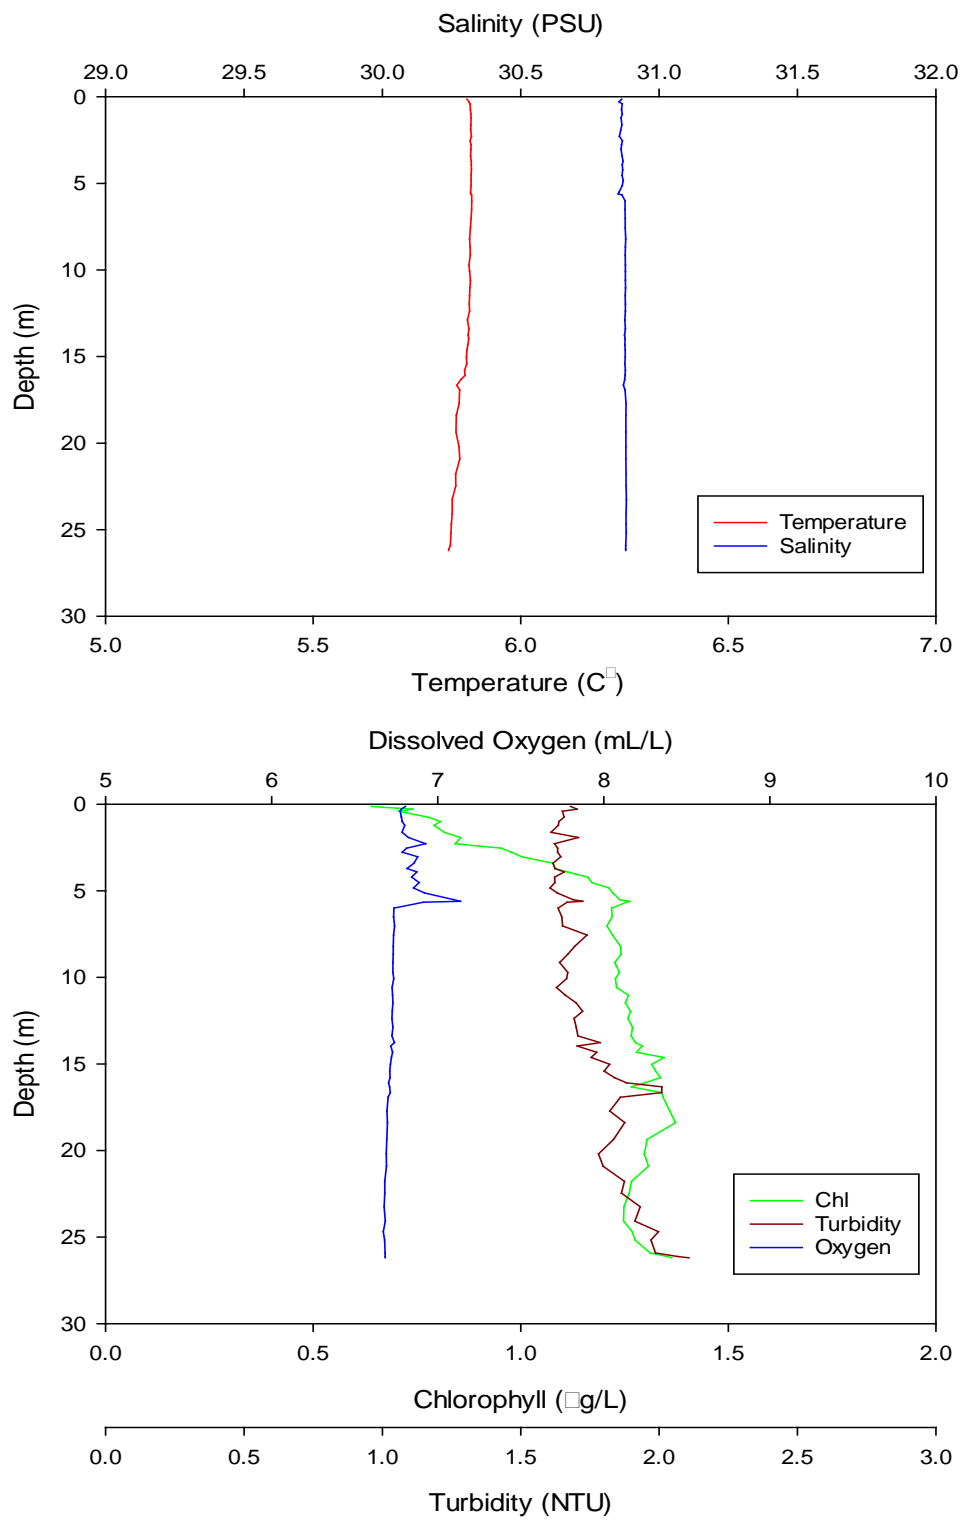 Salinity (PSU)
29.0 29.5 30.0 30.5 31.0 31.5 32.0
0
5
10
15
20
25
30
Depth (m)
Temperature
Salinity
5.0 5.5 6.0 6.5 7.0
Temperature (C□)
Dissolved Oxygen (mL/L)
5 6 7 8 9 10
0
5
10
15
20
25
30
Depth (m)
Chl
Turbidity
Oxygen
0.0 0.5 1.0 1.5 2.0
Chlorophyll (□g/L)
0.0 0.5 1.0 1.5 2.0 2.5 3.0
Turbidity (NTU)